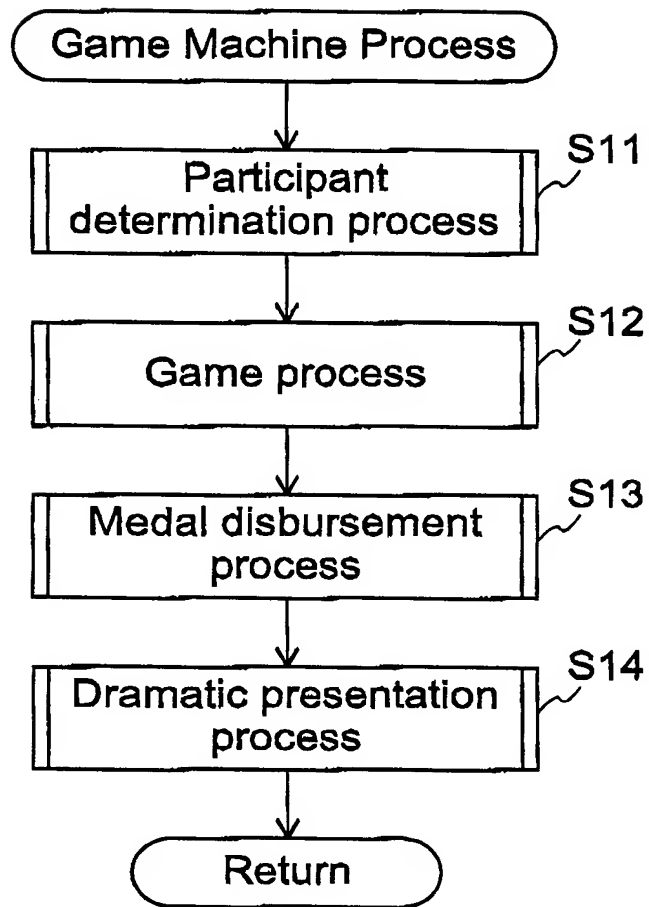 Game Machine Process
S11
Participant
determination process
S12
Game process
S13
Medal disbursement
process
S14
Dramatic presentation
process
Return